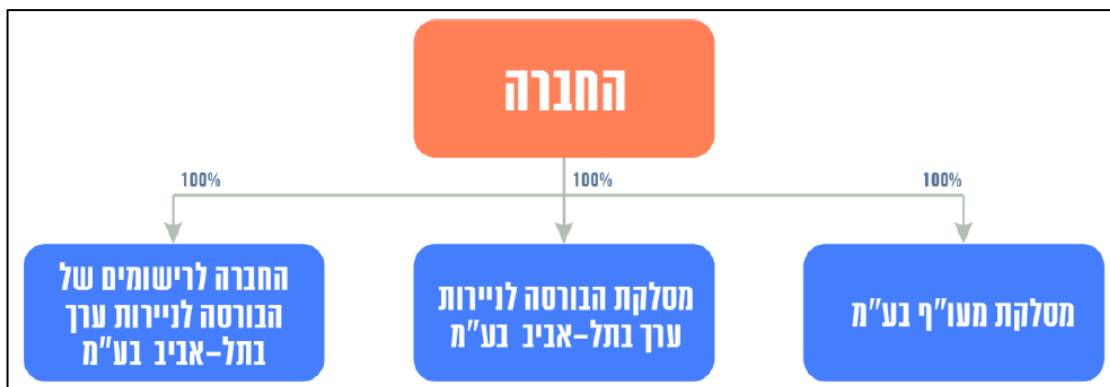 החברה
100%
100%
100%
מסלקת מעו"ף בע"מ
מסלקת הבורסה לניירות
ערך בתל-אביב בע"מ
החברה לרישומים של
הבורסה לניירות ערך
בתל-אביב בע"מ